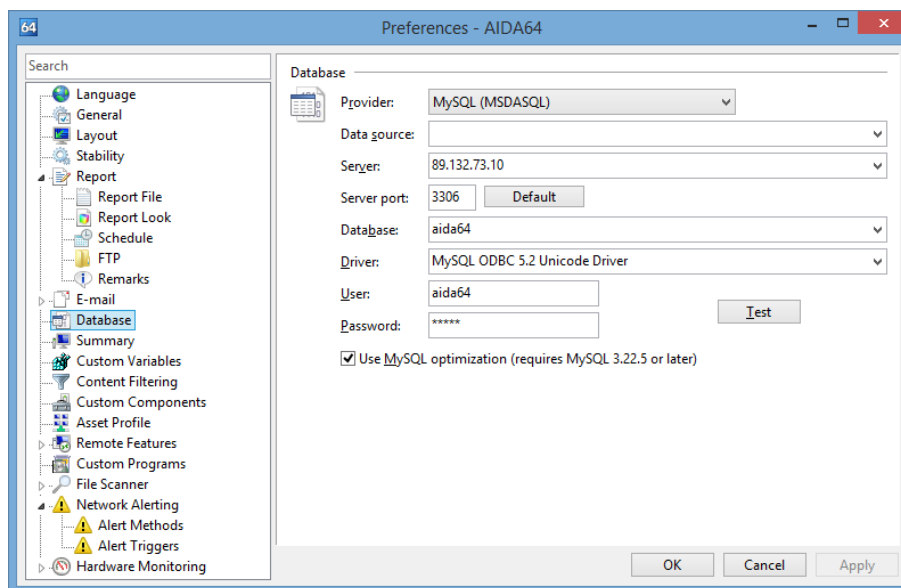 64
Preferences - AIDA64
Search
Language
General
Layout
Stability
Report
Report File
Report Look
Schedule
FTP
Remarks
E-mail
Database
Summary
Custom Variables
Content Filtering
Custom Components
Asset Profile
Remote Features
Custom Programs
File Scanner
Network Alerting
Alert Methods
Alert Triggers
Hardware Monitoring
Database
Provider: MySQL (MSDASQL)
Data source:
Server: 89.132.73.10
Server port: 3306 Default
Database: aida64
Driver: MySQL ODBC 5.2 Unicode Driver
User: aida64
Password: *****
Test
Use MySQL optimization (requires MySQL 3.22.5 or later)
OK Cancel Apply